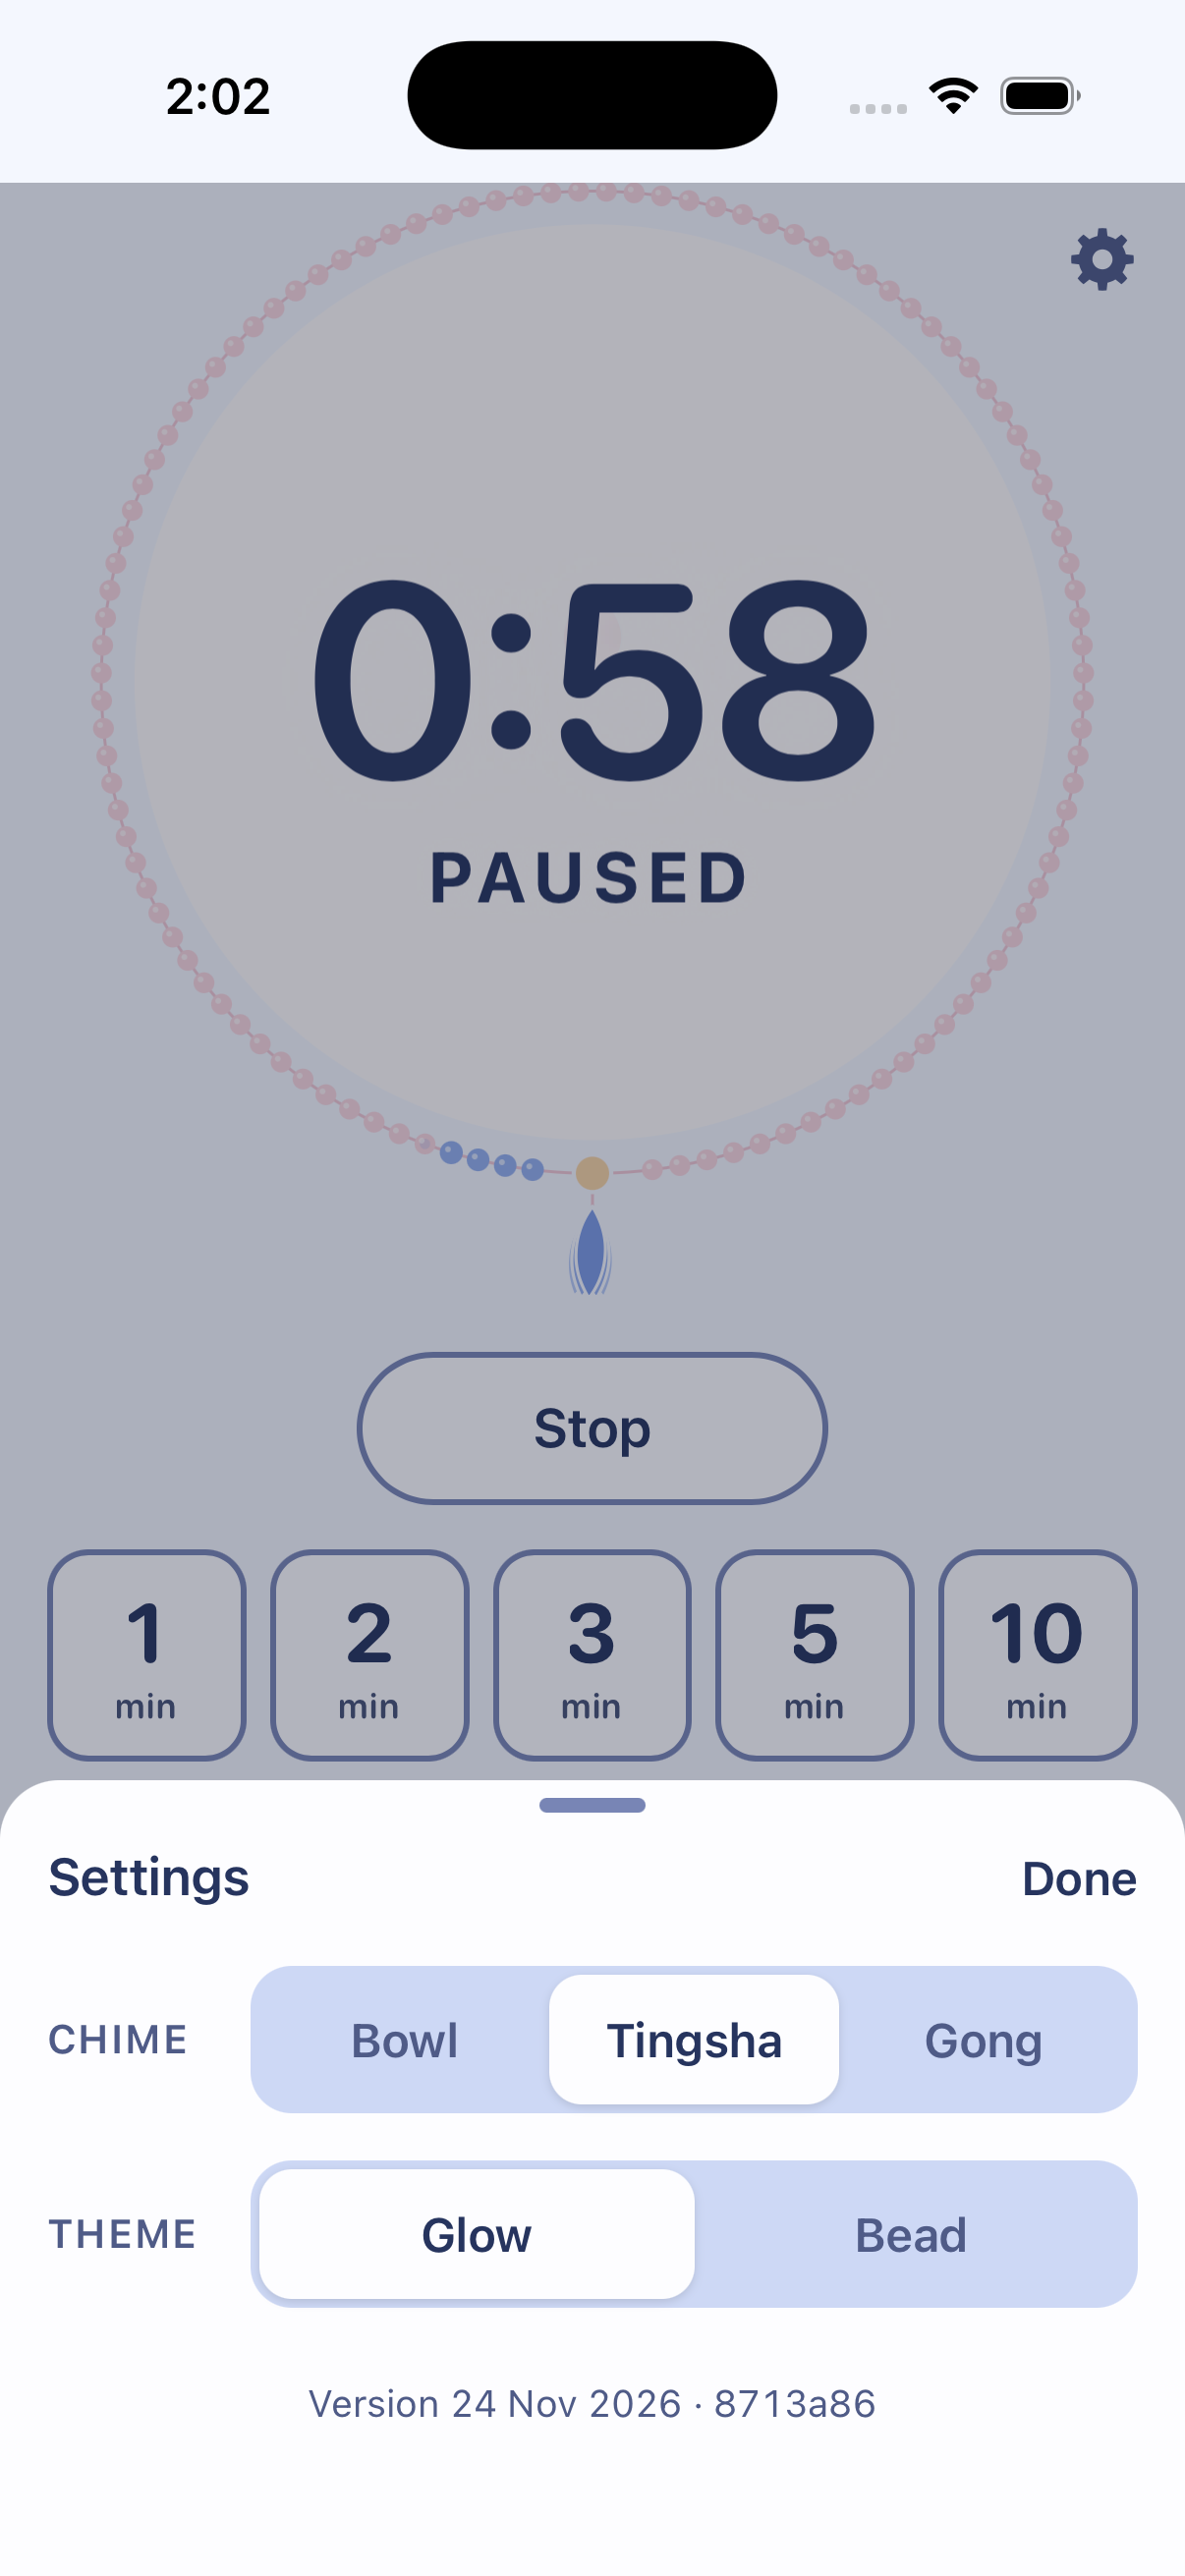 2:02
0:58
PAUSED
Stop
1 2 3 5 10
min min min min min
Settings Done
CHIME Bowl Tingsha Gong
THEME Glow Bead
Version 24 Nov 2026 · 8713a86